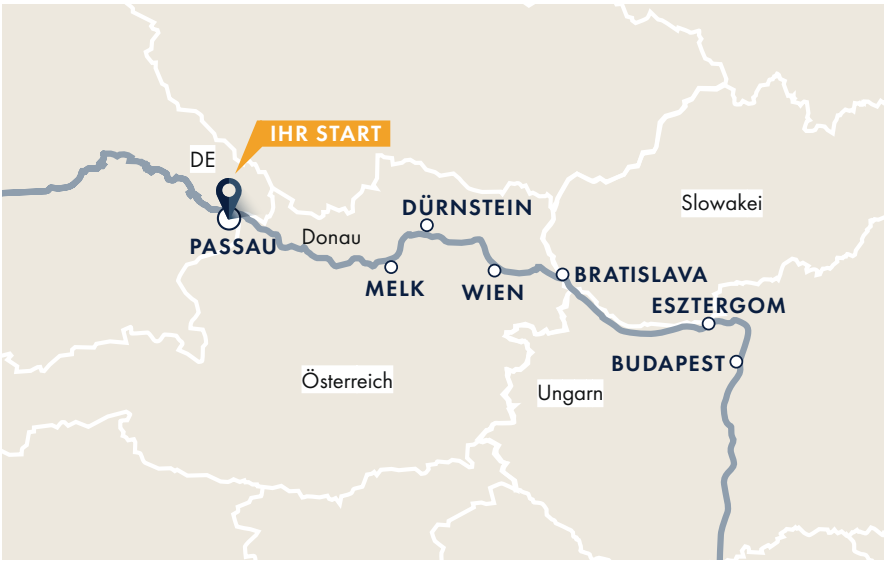 IHR START
DE
Slowakei
DÜRNSTEIN
PASSAU
Donau
MELK
WIEN
BRATISLAVA
ESZTERGOM
BUDAPEST
Österreich
Ungarn